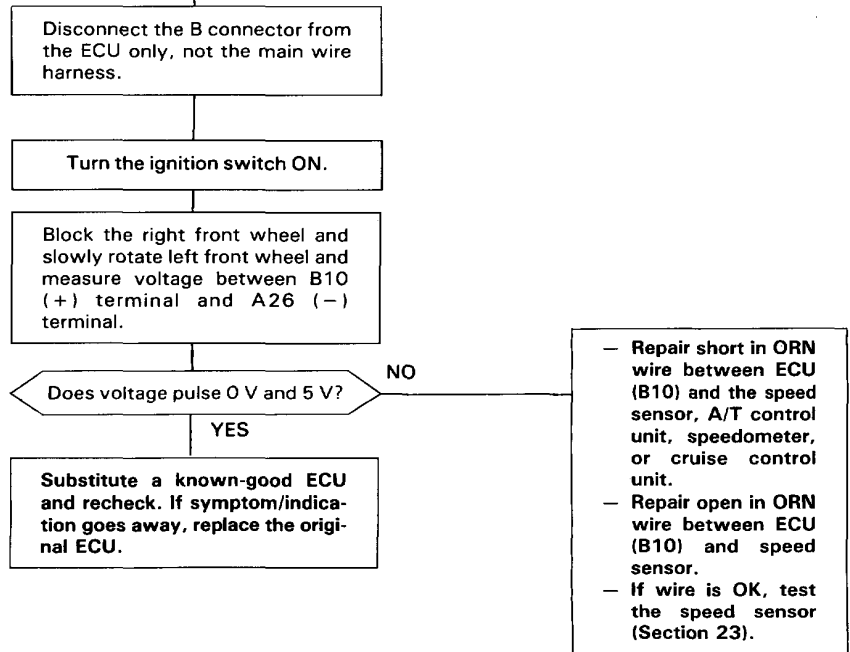 Disconnect the B connector from
the ECU only, not the main wire
harness.
Turn the ignition switch ON.
Block the right front wheel and
slowly rotate left front wheel and
measure voltage between B10
(+) terminal and A26 (−)
terminal.
Does voltage pulse 0 V and 5 V?
NO
YES
Substitute a known-good ECU
and recheck. If symptom/indica-
tion goes away, replace the origi-
nal ECU.
— Repair short in ORN
wire between ECU
(B10) and the speed
sensor, A/T control
unit, speedometer,
or cruise control
unit.
— Repair open in ORN
wire between ECU
(B10) and speed
sensor.
— If wire is OK, test
the speed sensor
(Section 23).